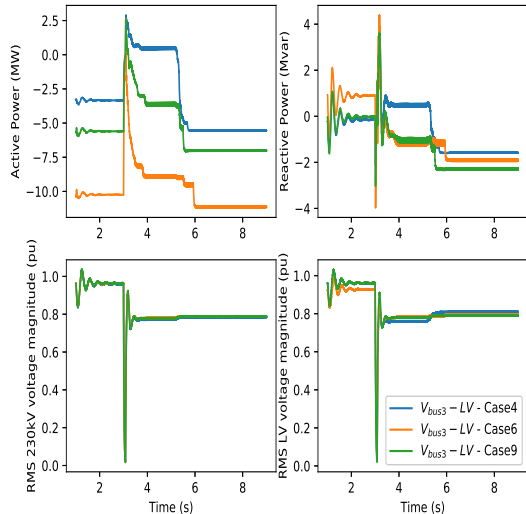 Active Power (MW)
2.5
0.0
−2.5
−5.0
−7.5
−10.0
2 4 6 8
Reactive Power (Mvar)
4
2
0
−2
−4
2 4 6 8
RMS 230kV voltage magnitude (pu)
1.0
0.8
0.6
0.4
0.2
0.0
2 4 6 8
Time (s)
RMS LV voltage magnitude (pu)
1.0
0.8
0.6
0.4
0.2
0.0
2 4 6 8
Time (s)
V_bus3 − LV - Case4
V_bus3 − LV - Case6
V_bus3 − LV - Case9